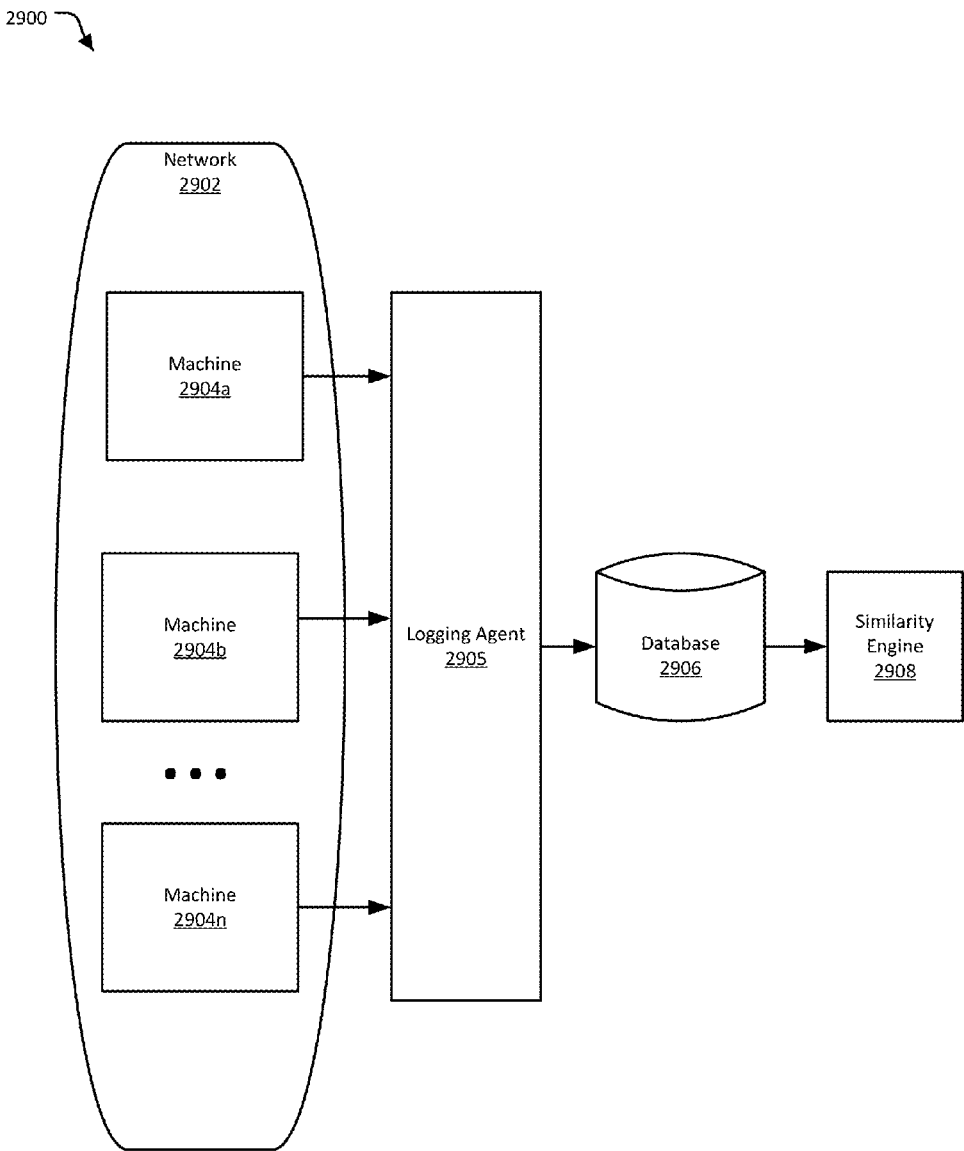 2900
Network
2902
Machine
2904a
Machine
2904b
• • •
Machine
2904n
Logging Agent
2905
Database
2906
Similarity
Engine
2908